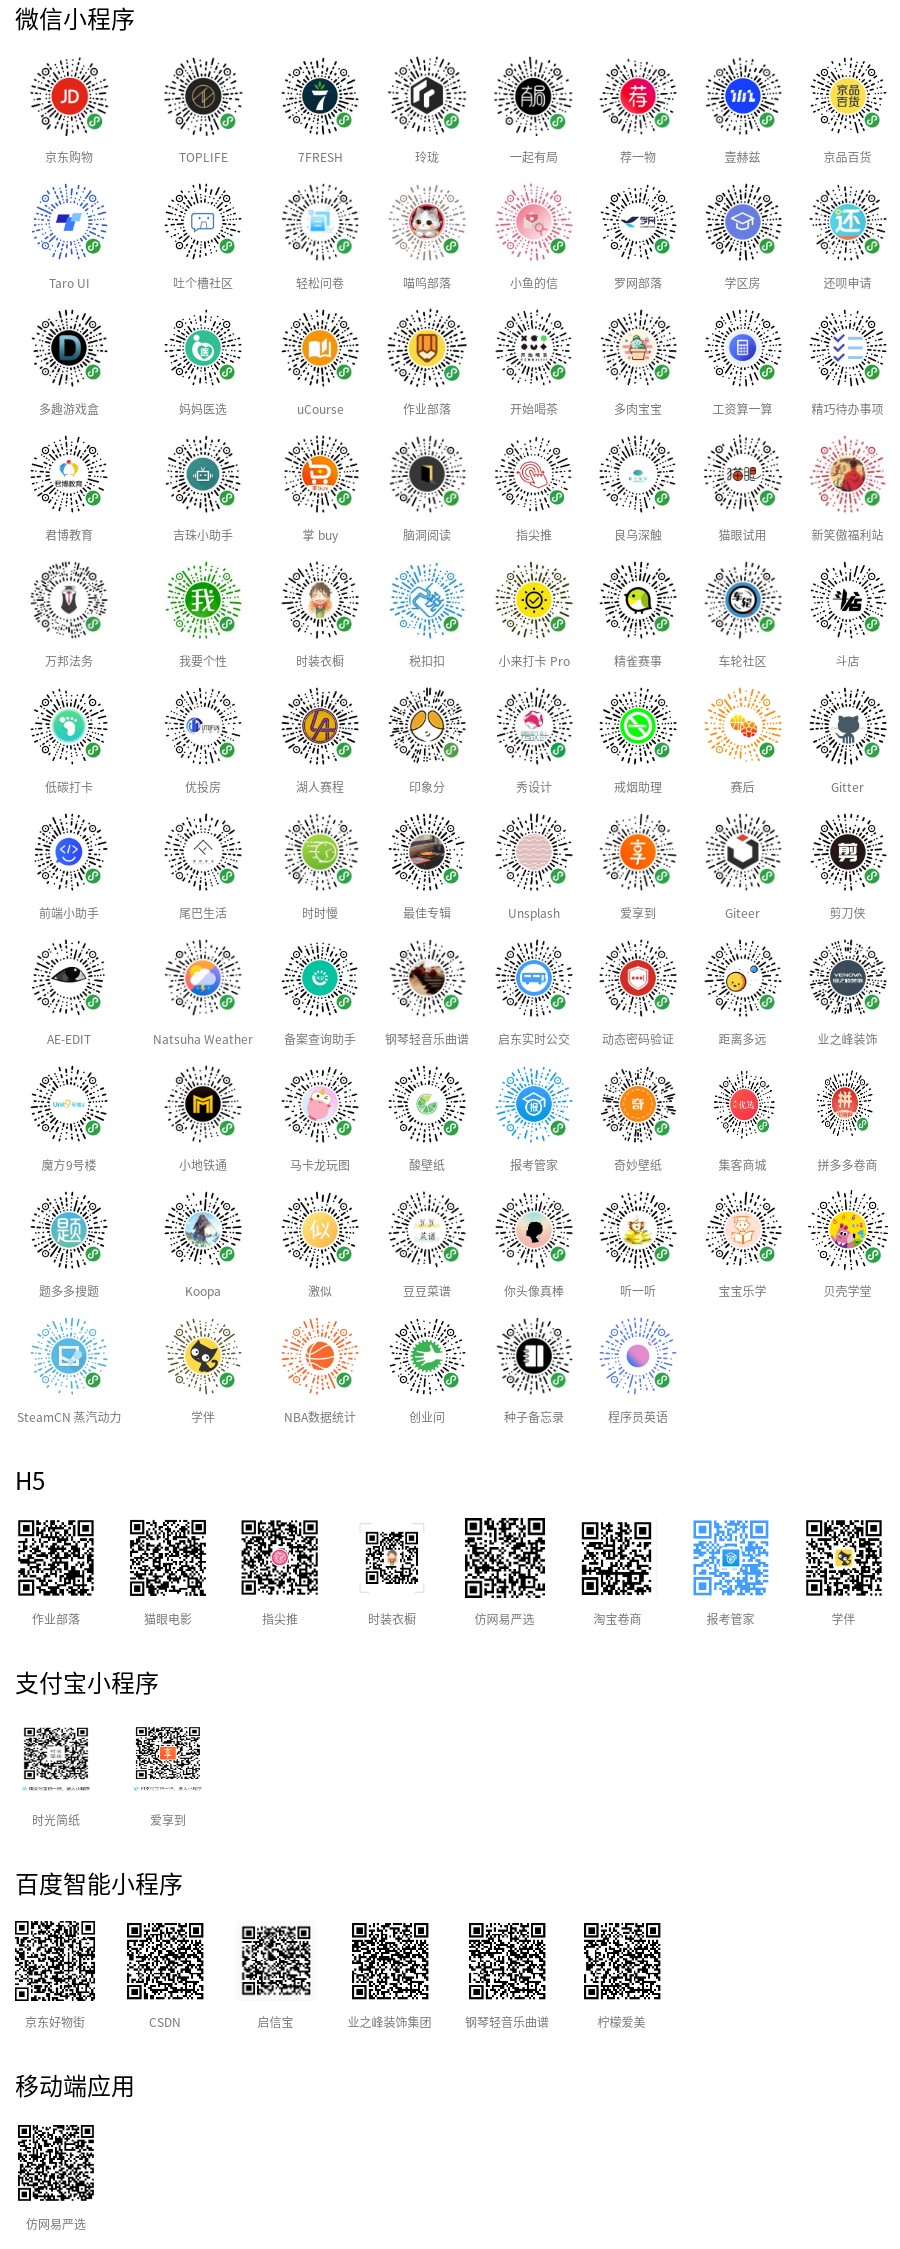 微信小程序
京东购物 TOPLIFE 7FRESH 玲珑 一起有局 荐一物 壹赫兹 京品百货
Taro UI 吐个槽社区 轻松问卷 喵呜部落 小鱼的信 罗网部落 学区房 还呗申请
多趣游戏盒 妈妈医选 uCourse 作业部落 开始喝茶 多肉宝宝 工资算一算 精巧待办事项
君博教育 吉珠小助手 掌 buy 脑洞阅读 指尖推 良乌深触 猫眼试用 新笑傲福利站
万邦法务 我要个性 时装衣橱 税扣扣 小来打卡 Pro 精雀赛事 车轮社区 斗店
低碳打卡 优投房 湖人赛程 印象分 秀设计 戒烟助理 赛后 Gitter
前端小助手 尾巴生活 时时慢 最佳专辑 Unsplash 爱享到 Giteer 剪刀侠
AE-EDIT Natsuha Weather 备案查询助手 钢琴轻音乐曲谱 启东实时公交 动态密码验证 距离多远 业之峰装饰
魔方9号楼 小地铁通 马卡龙玩图 酸壁纸 报考管家 奇妙壁纸 集客商城 拼多多卷商
题多多搜题 Koopa 激似 豆豆菜谱 你头像真棒 听一听 宝宝乐学 贝壳学堂
SteamCN 蒸汽动力 学伴 NBA数据统计 创业问 种子备忘录 程序员英语
H5
作业部落 猫眼电影 指尖推 时装衣橱 仿网易严选 淘宝卷商 报考管家 学伴
支付宝小程序
时光简纸 爱享到
百度智能小程序
京东好物街 CSDN 启信宝 业之峰装饰集团 钢琴轻音乐曲谱 柠檬爱美
移动端应用
仿网易严选